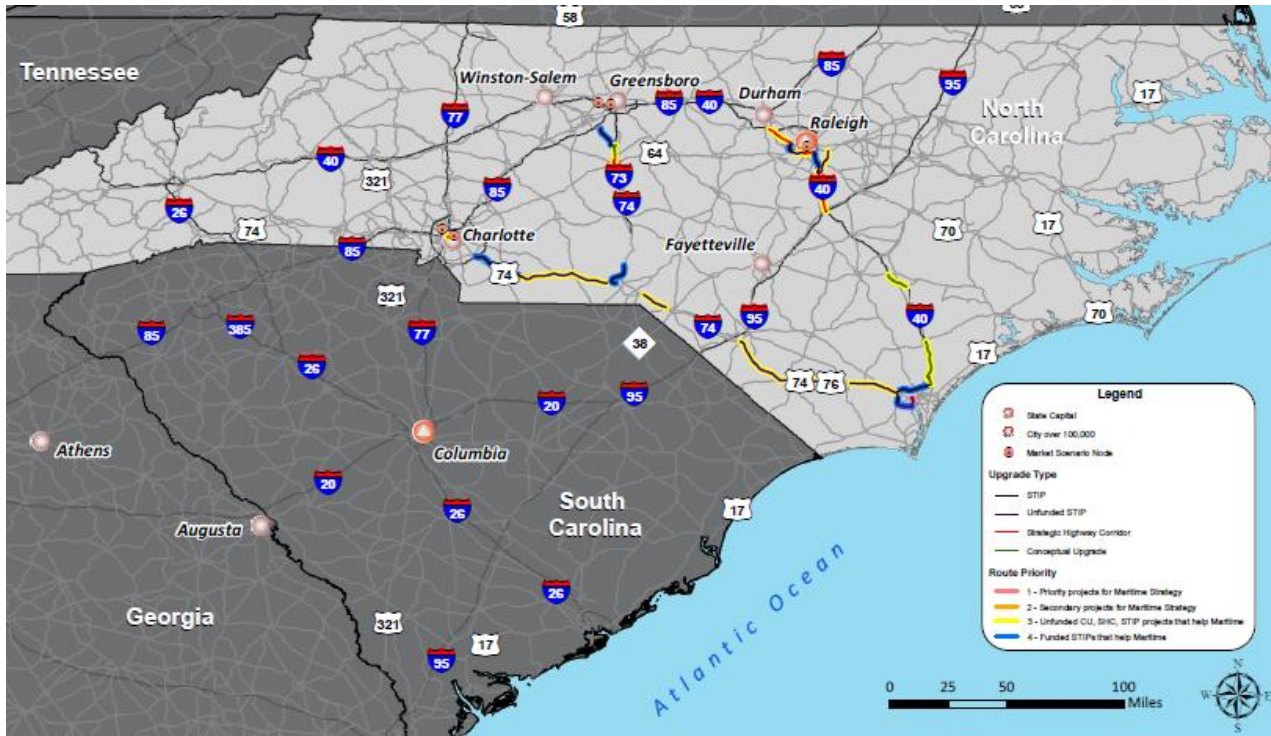 58
Tennessee
Winston-Salem
Greensboro
Durham
Raleigh
North
Carolina
77
85
40
85
95
17
40
321
64
73
74
40
26
74
85
85
Charlotte
Fayetteville
70
17
74
321
95
74
40
70
17
38
74
76
85
385
26
77
20
95
Athens
Columbia
20
26
Augusta
South
Carolina
17
26
Georgia
321
17
95
Atlantic Ocean
Legend
State Capital
City over 100,000
Market Scenario Node
Upgrade Type
STIP
Unfunded STIP
Strategic Highway Corridor
Conceptual Upgrade
Route Priority
1 - Priority projects for Maritime Strategy
2 - Secondary projects for Maritime Strategy
3 - Unfunded CU, SHC, STIP projects that help Maritime
4 - Funded STIPs that help Maritime
0 25 50 100
Miles
N
W E
S